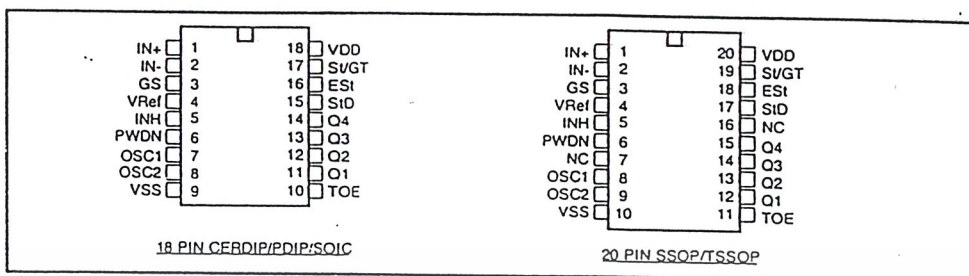 IN+ 1 18 VDD
IN- 2 17 St/GT
GS 3 16 ESt
VRef 4 15 StD
INH 5 14 Q4
PWDN 6 13 Q3
OSC1 7 12 Q2
OSC2 8 11 Q1
VSS 9 10 TOE
18 PIN CERDIP/PDIP/SOIC
IN+ 1 20 VDD
IN- 2 19 St/GT
GS 3 18 ESt
VRef 4 17 StD
INH 5 16 NC
PWDN 6 15 Q4
NC 7 14 Q3
OSC1 8 13 Q2
OSC2 9 12 Q1
VSS 10 11 TOE
20 PIN SSOP/TSSOP